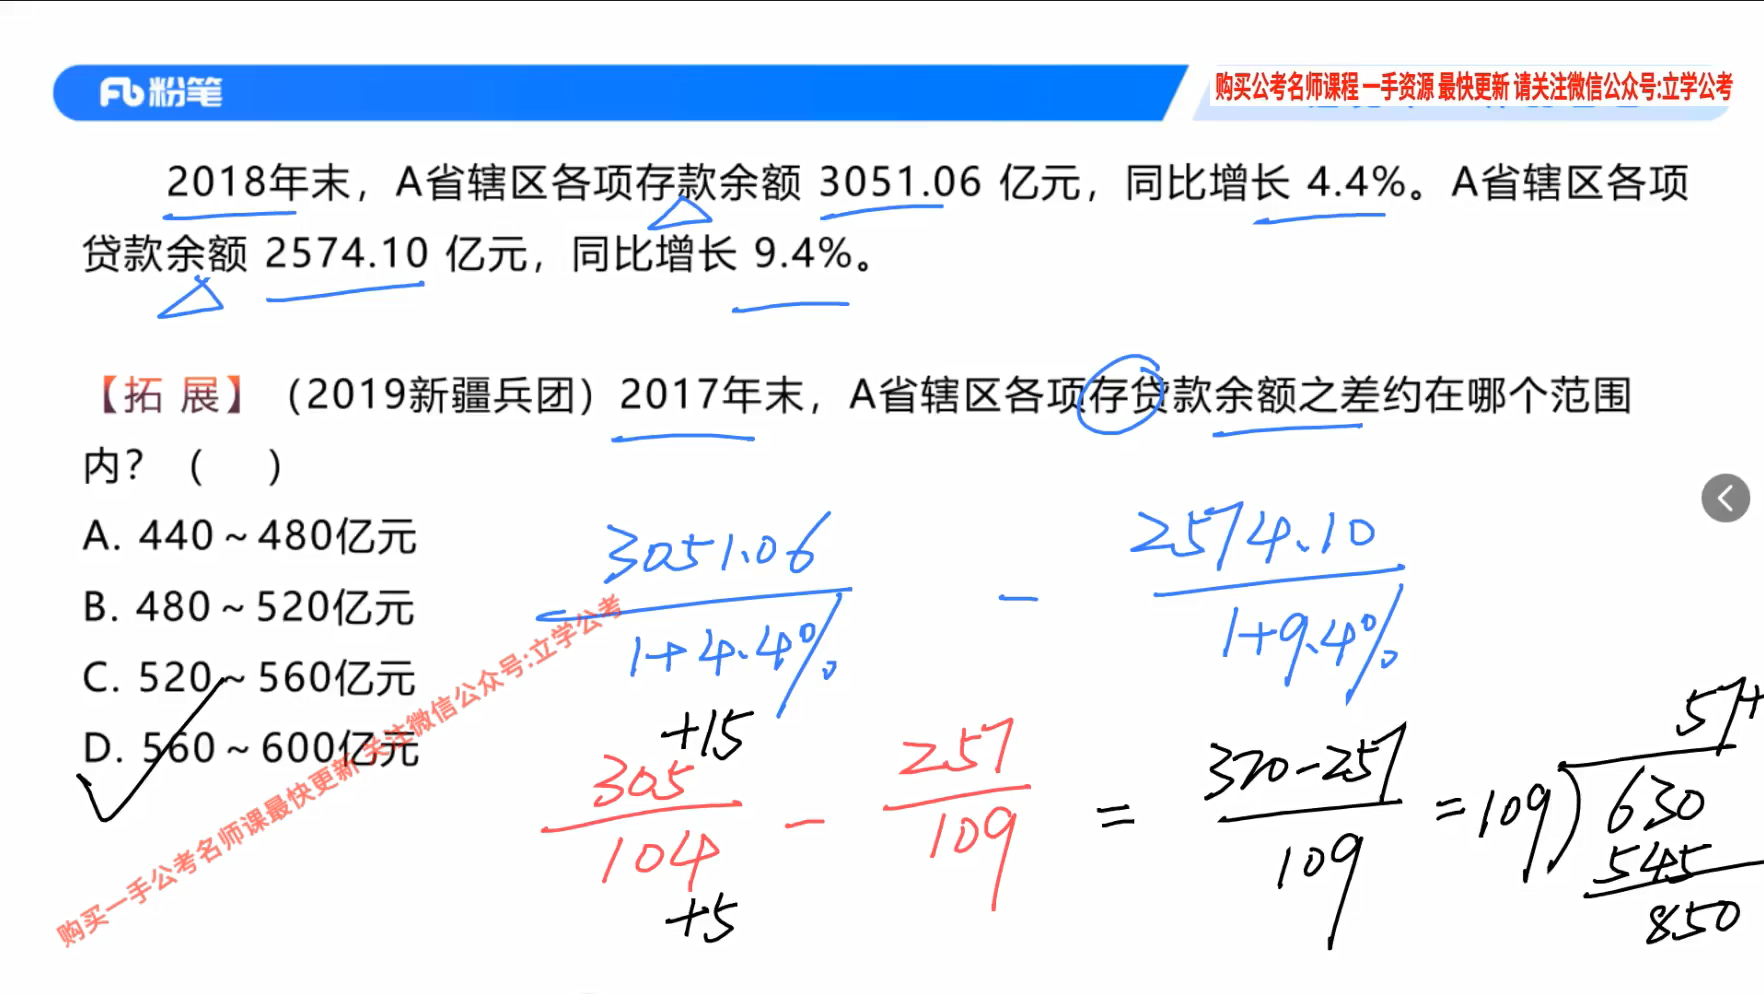 粉笔
购买公考名师课程 一手资源 最快更新 请关注微信公众号:立学公考
2018年末，A省辖区各项存款余额 3051.06 亿元，同比增长 4.4%。A省辖区各项
贷款余额 2574.10 亿元，同比增长 9.4%。
【拓 展】（2019新疆兵团）2017年末，A省辖区各项存贷款余额之差约在哪个范围
内？（ ）
A. 440～480亿元
B. 480～520亿元
C. 520～560亿元
D. 560～600亿元
3051.06
1+4.4%
-
2574.10
1+9.4%
+15
305
104
+5
-
257
109
=
320-257
109
=
57+
109)630
545
850
购买一手公考名师课最快更新 关注微信公众号:立学公考